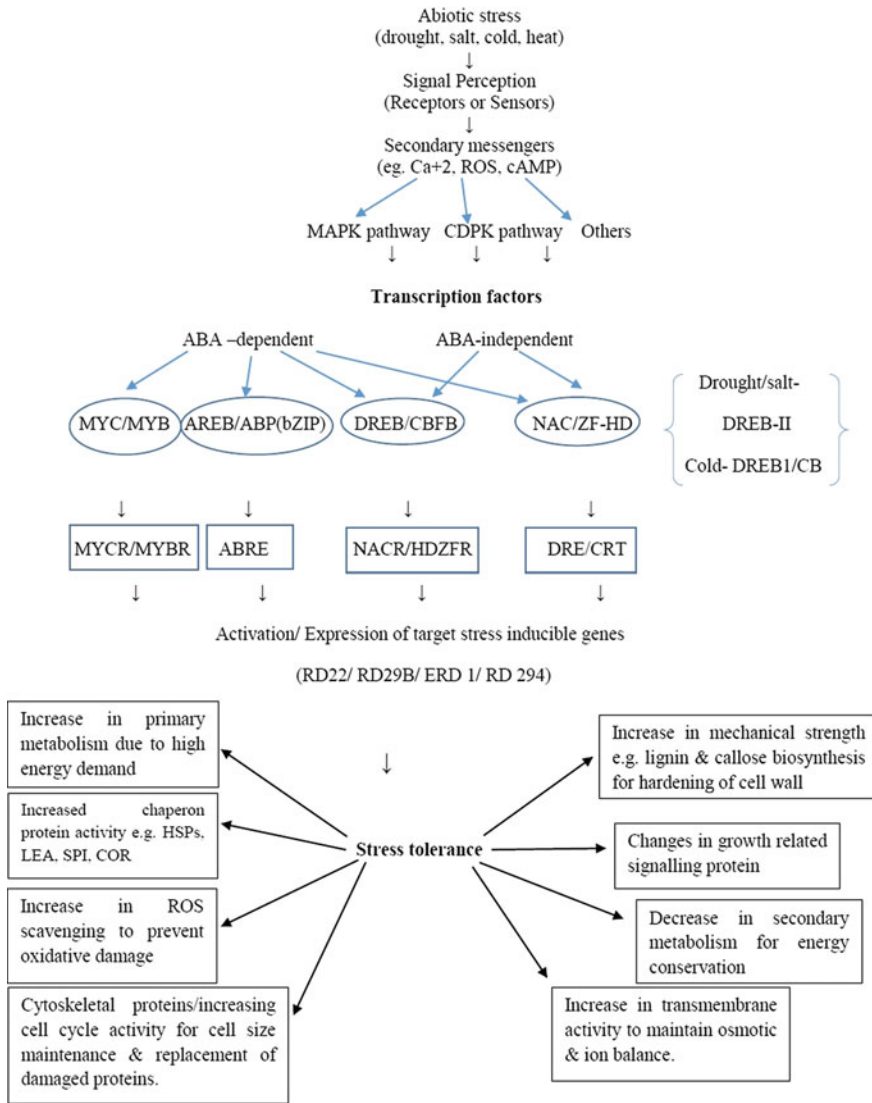 Abiotic stress
(drought, salt, cold, heat)
↓
Signal Perception
(Receptors or Sensors)
↓
Secondary messengers
(eg. Ca+2, ROS, cAMP)
MAPK pathway CDPK pathway Others
↓ ↓ ↓
Transcription factors
ABA –dependent ABA-independent
MYC/MYB AREB/ABP(bZIP) DREB/CBFB NAC/ZF-HD
Drought/salt-
DREB-II
Cold- DREB1/CB
↓ ↓ ↓ ↓
MYCR/MYBR ABRE NACR/HDZFR DRE/CRT
↓ ↓ ↓ ↓
Activation/ Expression of target stress inducible genes
(RD22/ RD29B/ ERD 1/ RD 294)
↓
Increase in primary
metabolism due to high
energy demand
Increased chaperon
protein activity e.g. HSPs,
LEA, SPI, COR
Increase in ROS
scavenging to prevent
oxidative damage
Cytoskeletal proteins/increasing
cell cycle activity for cell size
maintenance & replacement of
damaged proteins.
Stress tolerance
Increase in mechanical strength
e.g. lignin & callose biosynthesis
for hardening of cell wall
Changes in growth related
signalling protein
Decrease in secondary
metabolism for energy
conservation
Increase in transmembrane
activity to maintain osmotic
& ion balance.